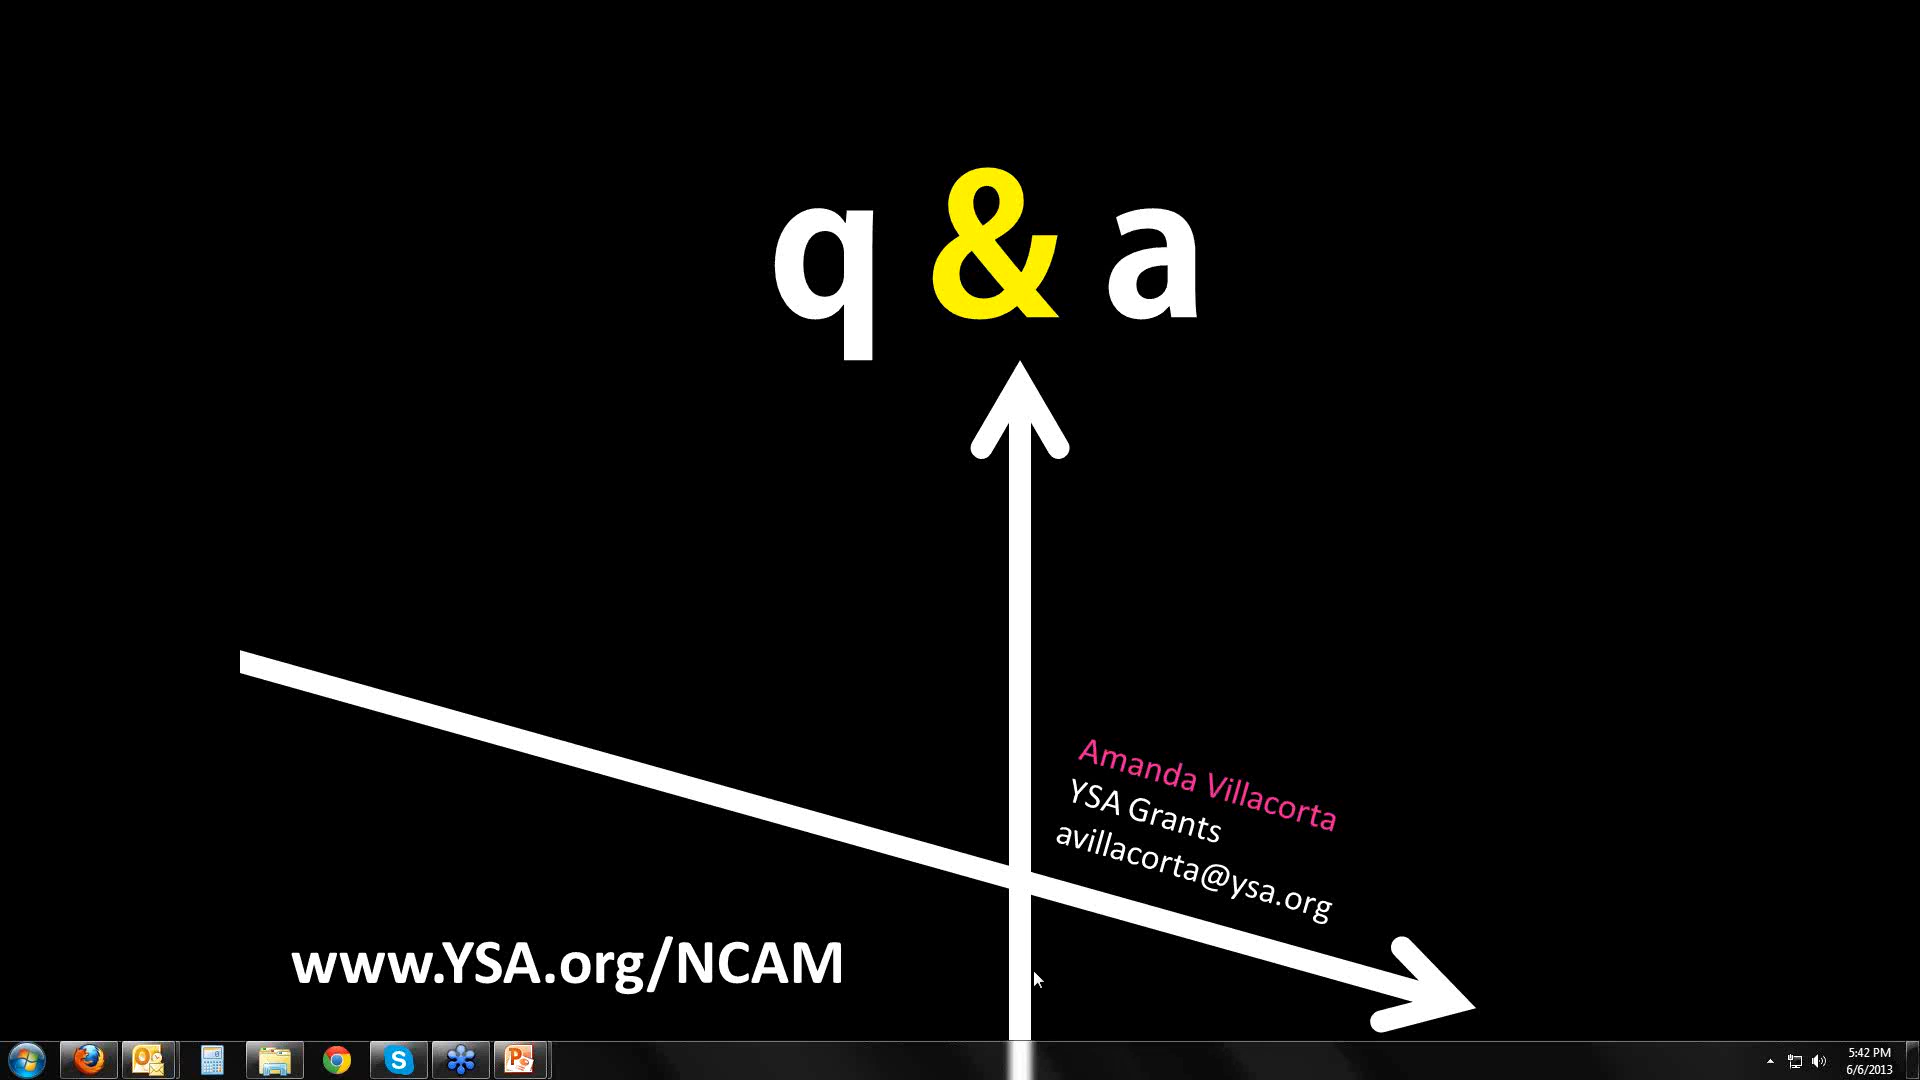 q & a
Amanda Villacorta
YSA Grants
avillacorta@ysa.org
www.YSA.org/NCAM
5:42 PM
6/6/2013